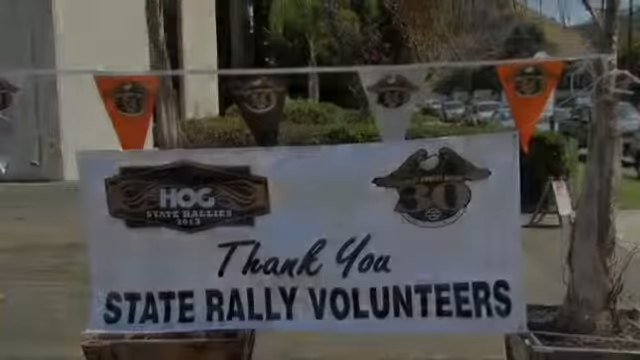 HOG
STATE RALLIES
2013
30
Thank You
STATE RALLY VOLUNTEERS